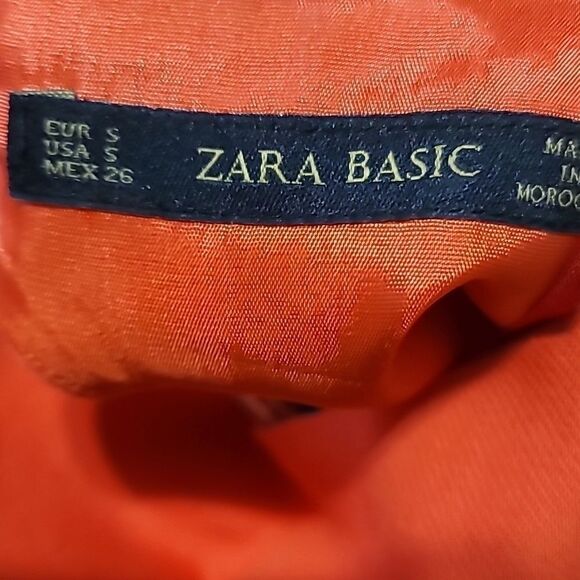 EUR S
USA S
MEX 26
ZARA BASIC
MA
IN
MOROC